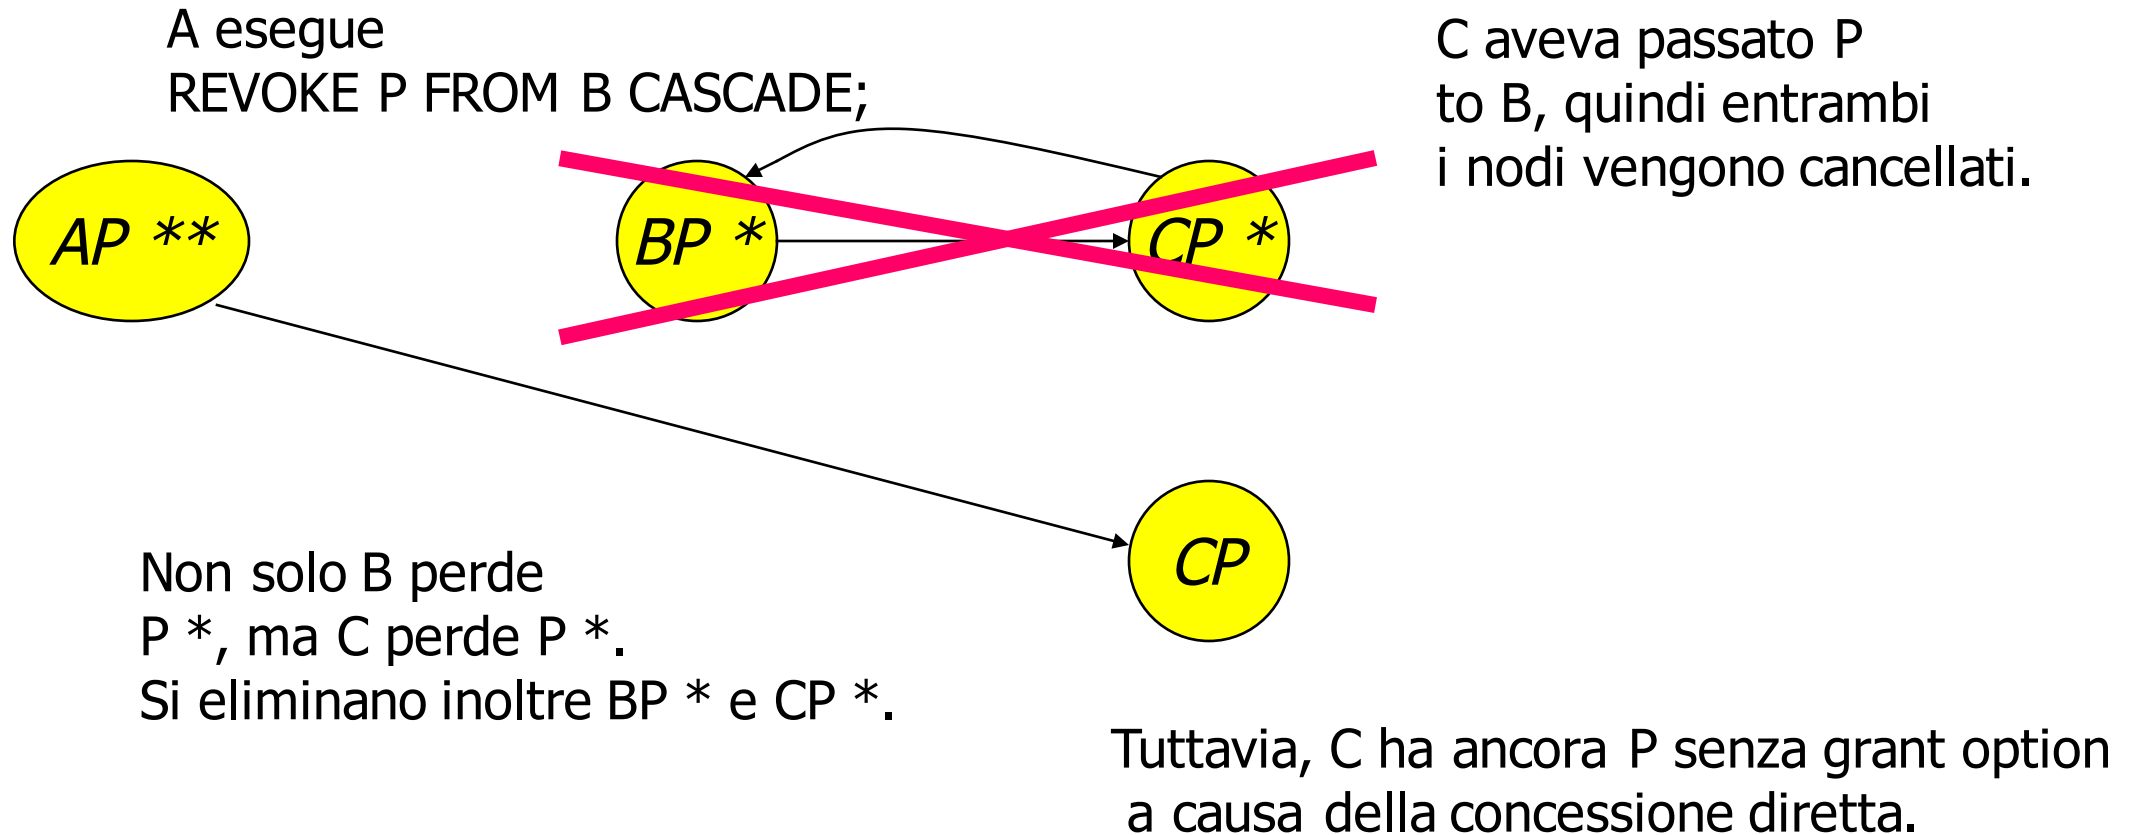 A esegue
REVOKE P FROM B CASCADE;
C aveva passato P
to B, quindi entrambi
i nodi vengono cancellati.
AP **
BP *
CP *
CP
Non solo B perde
P *, ma C perde P *.
Si eliminano inoltre BP * e CP *.
Tuttavia, C ha ancora P senza grant option
a causa della concessione diretta.